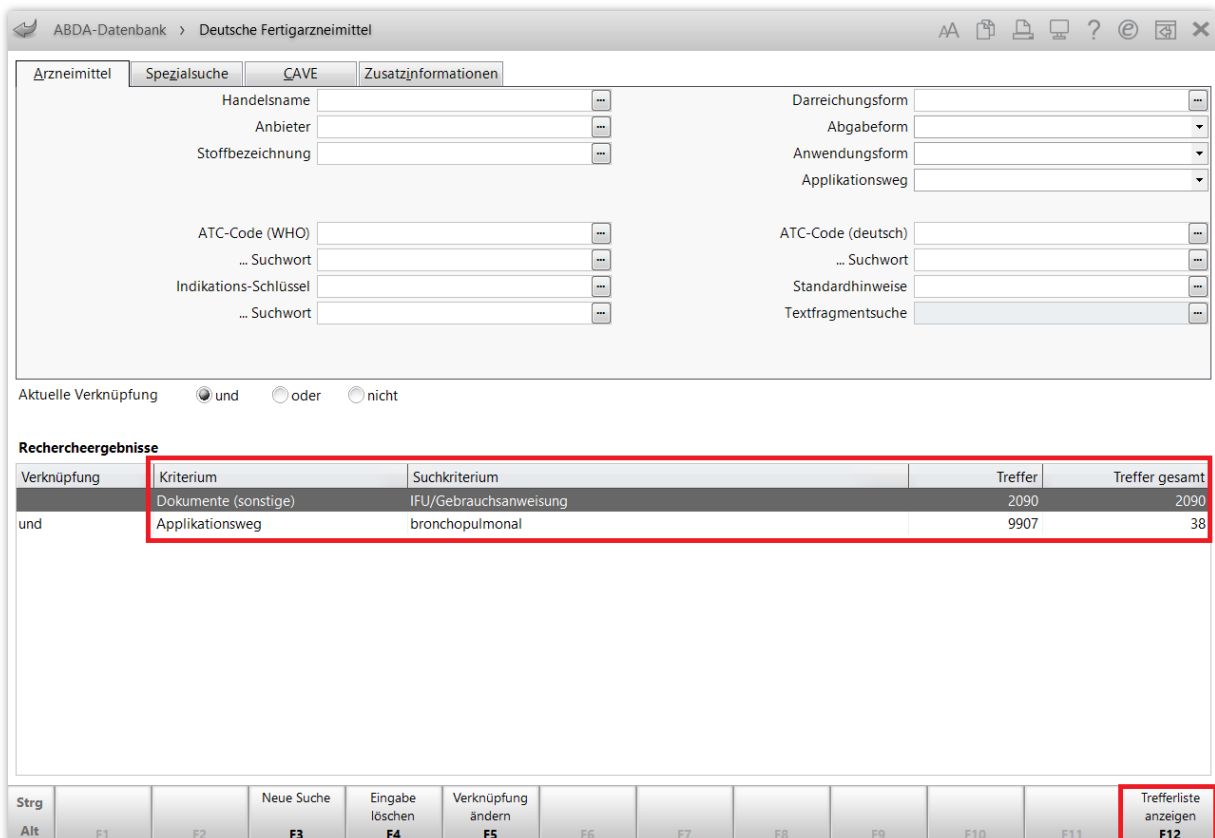 ABDA-Datenbank > Deutsche Fertigarzneimittel
Arzneimittel Spezialsuche CAVE Zusatzinformationen
Handelsname Darreichungsform
Anbieter Abgabeform
Stoffbezeichnung Anwendungsform
Applikationsweg
ATC-Code (WHO) ATC-Code (deutsch)
... Suchwort ... Suchwort
Indikations-Schlüssel Standardhinweise
... Suchwort Textfragmentsuche
Aktuelle Verknüpfung und oder nicht
Rechercheergebnisse
Verknüpfung Kriterium Suchkriterium Treffer Treffer gesamt
Dokumente (sonstige) IFU/Gebrauchsanweisung 2090 2090
und Applikationsweg bronchopulmonal 9907 38
Strg Neue Suche Eingabe Verknüpfung Trefferliste
löschen ändern anzeigen
Alt F1 F2 F3 F4 F5 F6 F7 F8 F9 F10 F11 F12